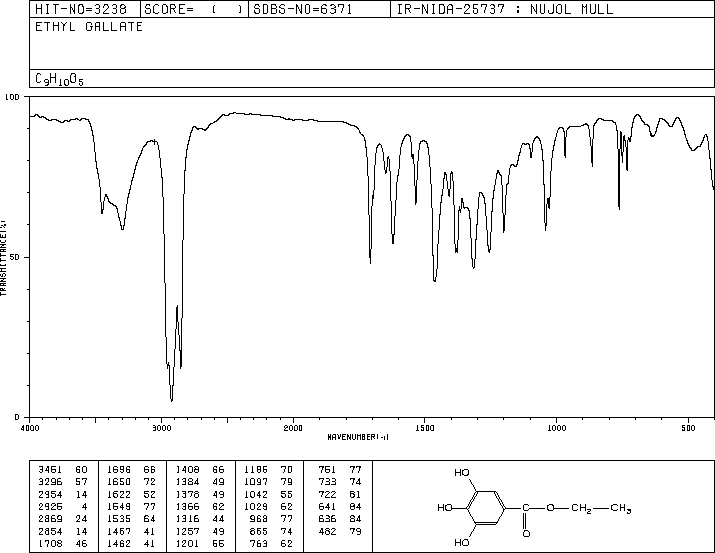 HIT-NO=3238 SCORE= ( ) SDBS-NO=6371 IR-NIDA-25737 : NUJOL MULL
ETHYL GALLATE
C9H10O5
100
TRANSMITTANCE(%)
50
0
4000 3000 2000 1500 1000 500
WAVENUMBER(-1)
3451 60 1696 66 1408 66 1186 70 751 77
3296 57 1650 72 1384 49 1097 79 733 74
2954 14 1622 52 1378 49 1042 55 722 81
2925 4 1549 77 1366 62 1029 62 641 84
2869 24 1535 64 1316 44 968 77 636 84
2854 14 1467 41 1257 49 865 74 482 79
1708 46 1462 41 1201 55 763 62
HO
HO
O CH3
O
HO